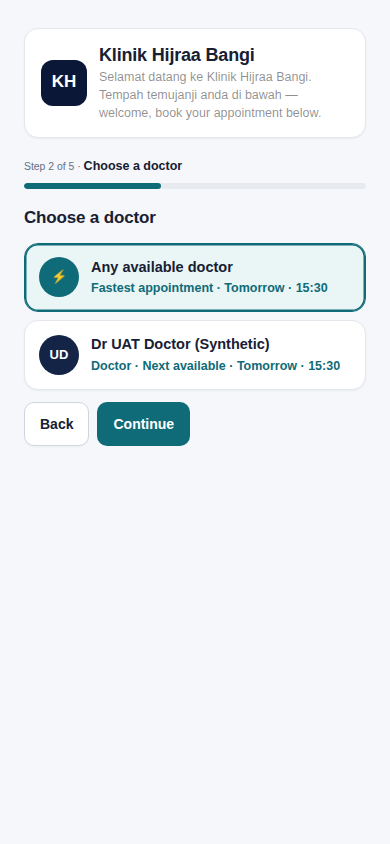 KH
Klinik Hijraa Bangi
Selamat datang ke Klinik Hijraa Bangi.
Tempah temujanji anda di bawah —
welcome, book your appointment below.
Step 2 of 5 · Choose a doctor
Choose a doctor
⚡
Any available doctor
Fastest appointment · Tomorrow · 15:30
UD
Dr UAT Doctor (Synthetic)
Doctor · Next available · Tomorrow · 15:30
Back
Continue